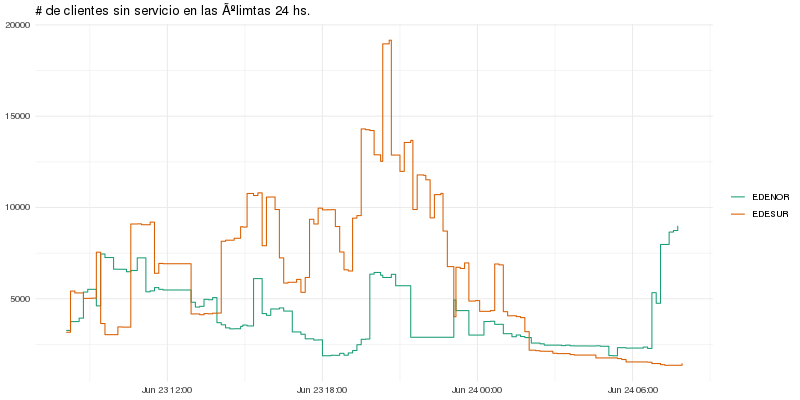 # de clientes sin servicio en las Ãºlimtas 24 hs.
20000
15000
10000
5000
Jun 23 12:00
Jun 23 18:00
Jun 24 00:00
Jun 24 06:00
EDENOR
EDESUR